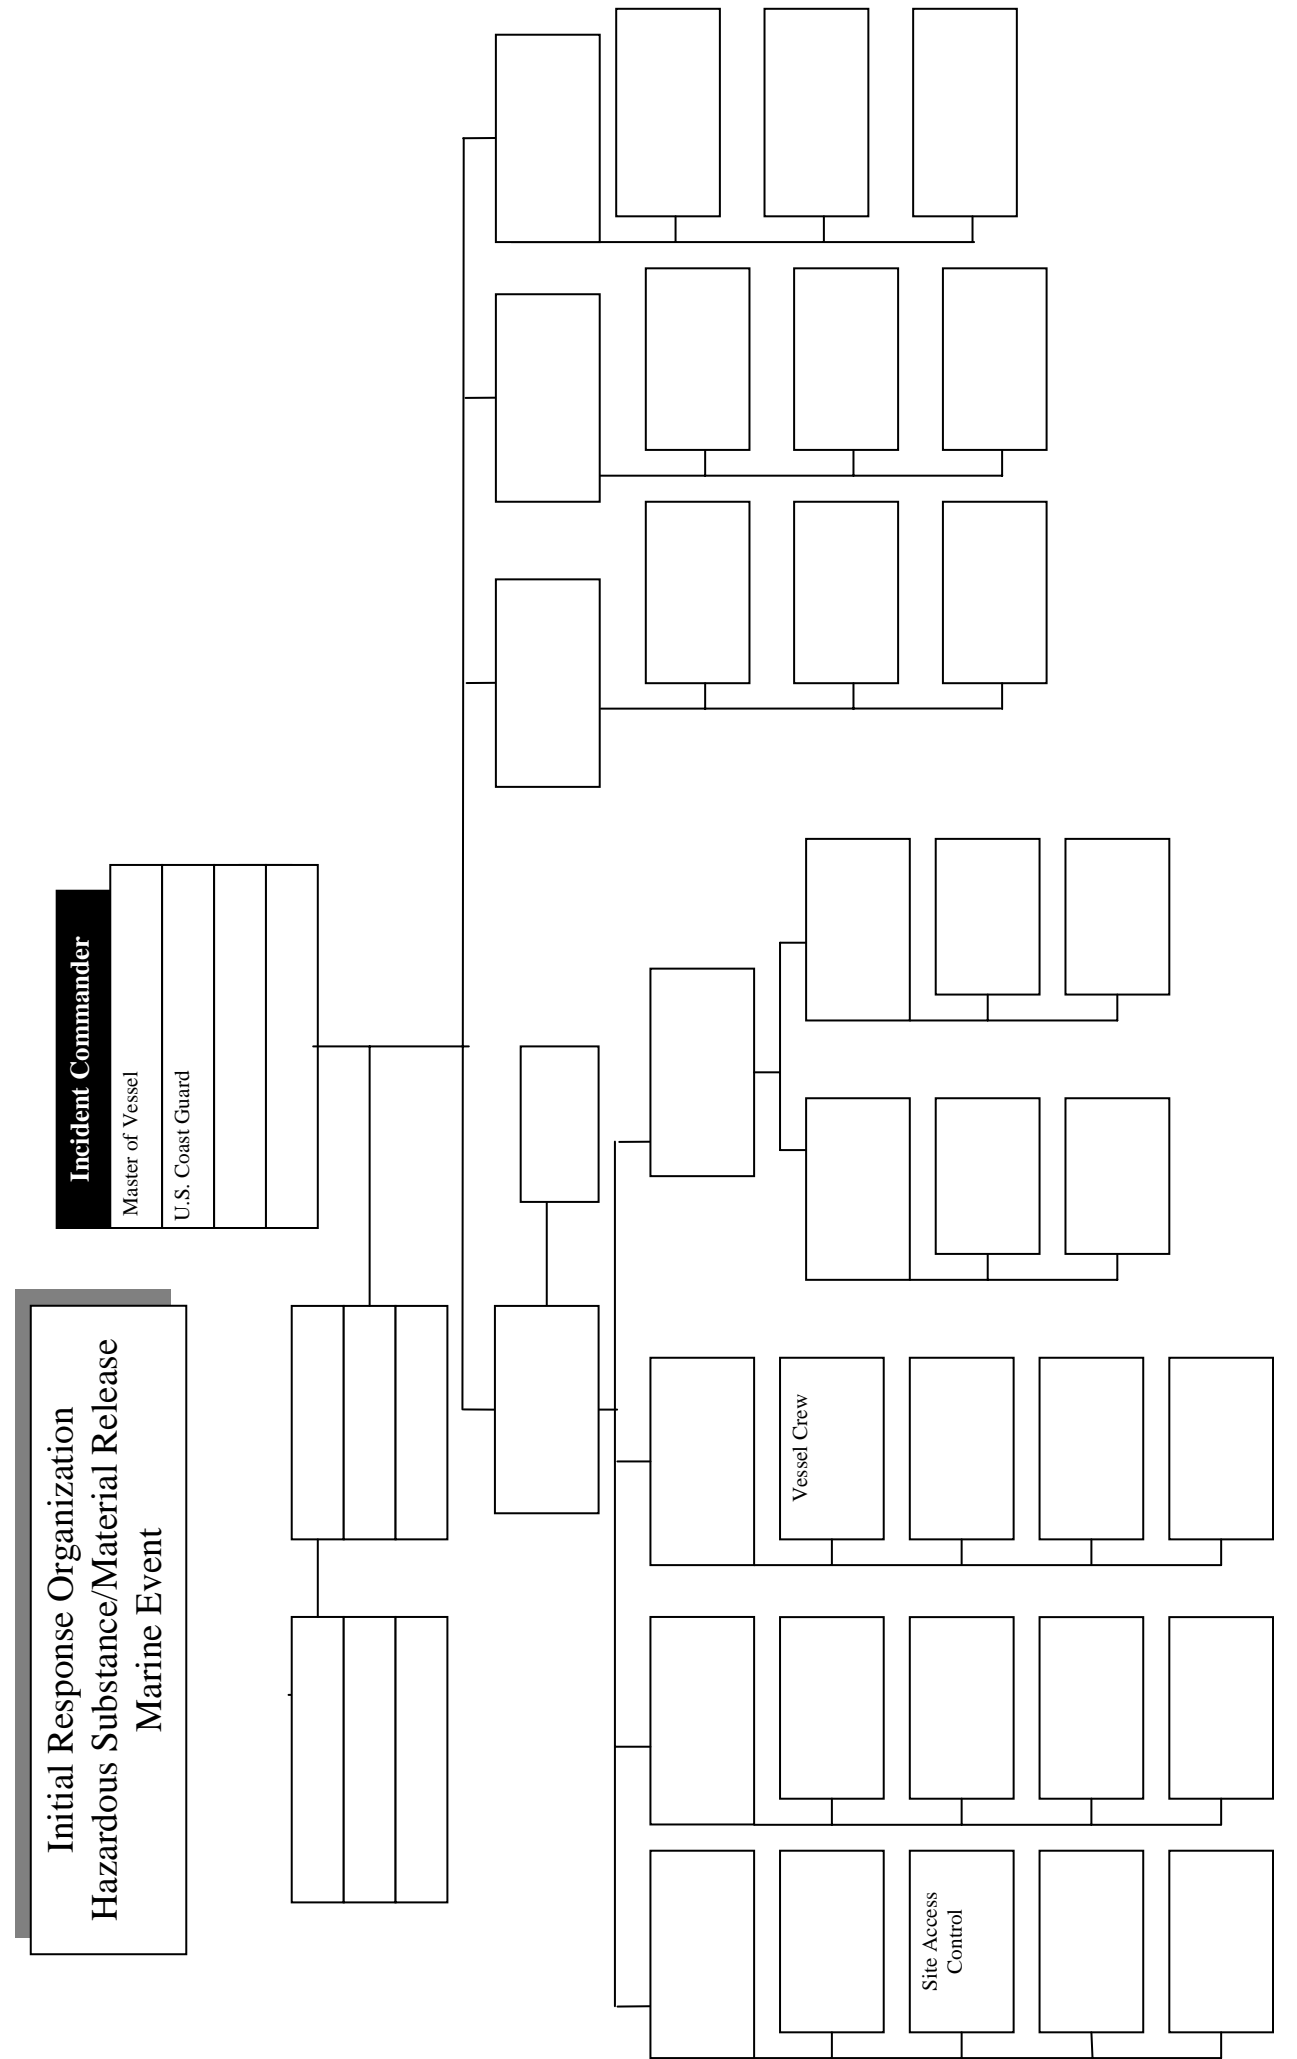 Initial Response Organization
Hazardous Substance/Material Release
Marine Event
Incident Commander
Master of Vessel
U.S. Coast Guard
Vessel Crew
Site Access
Control